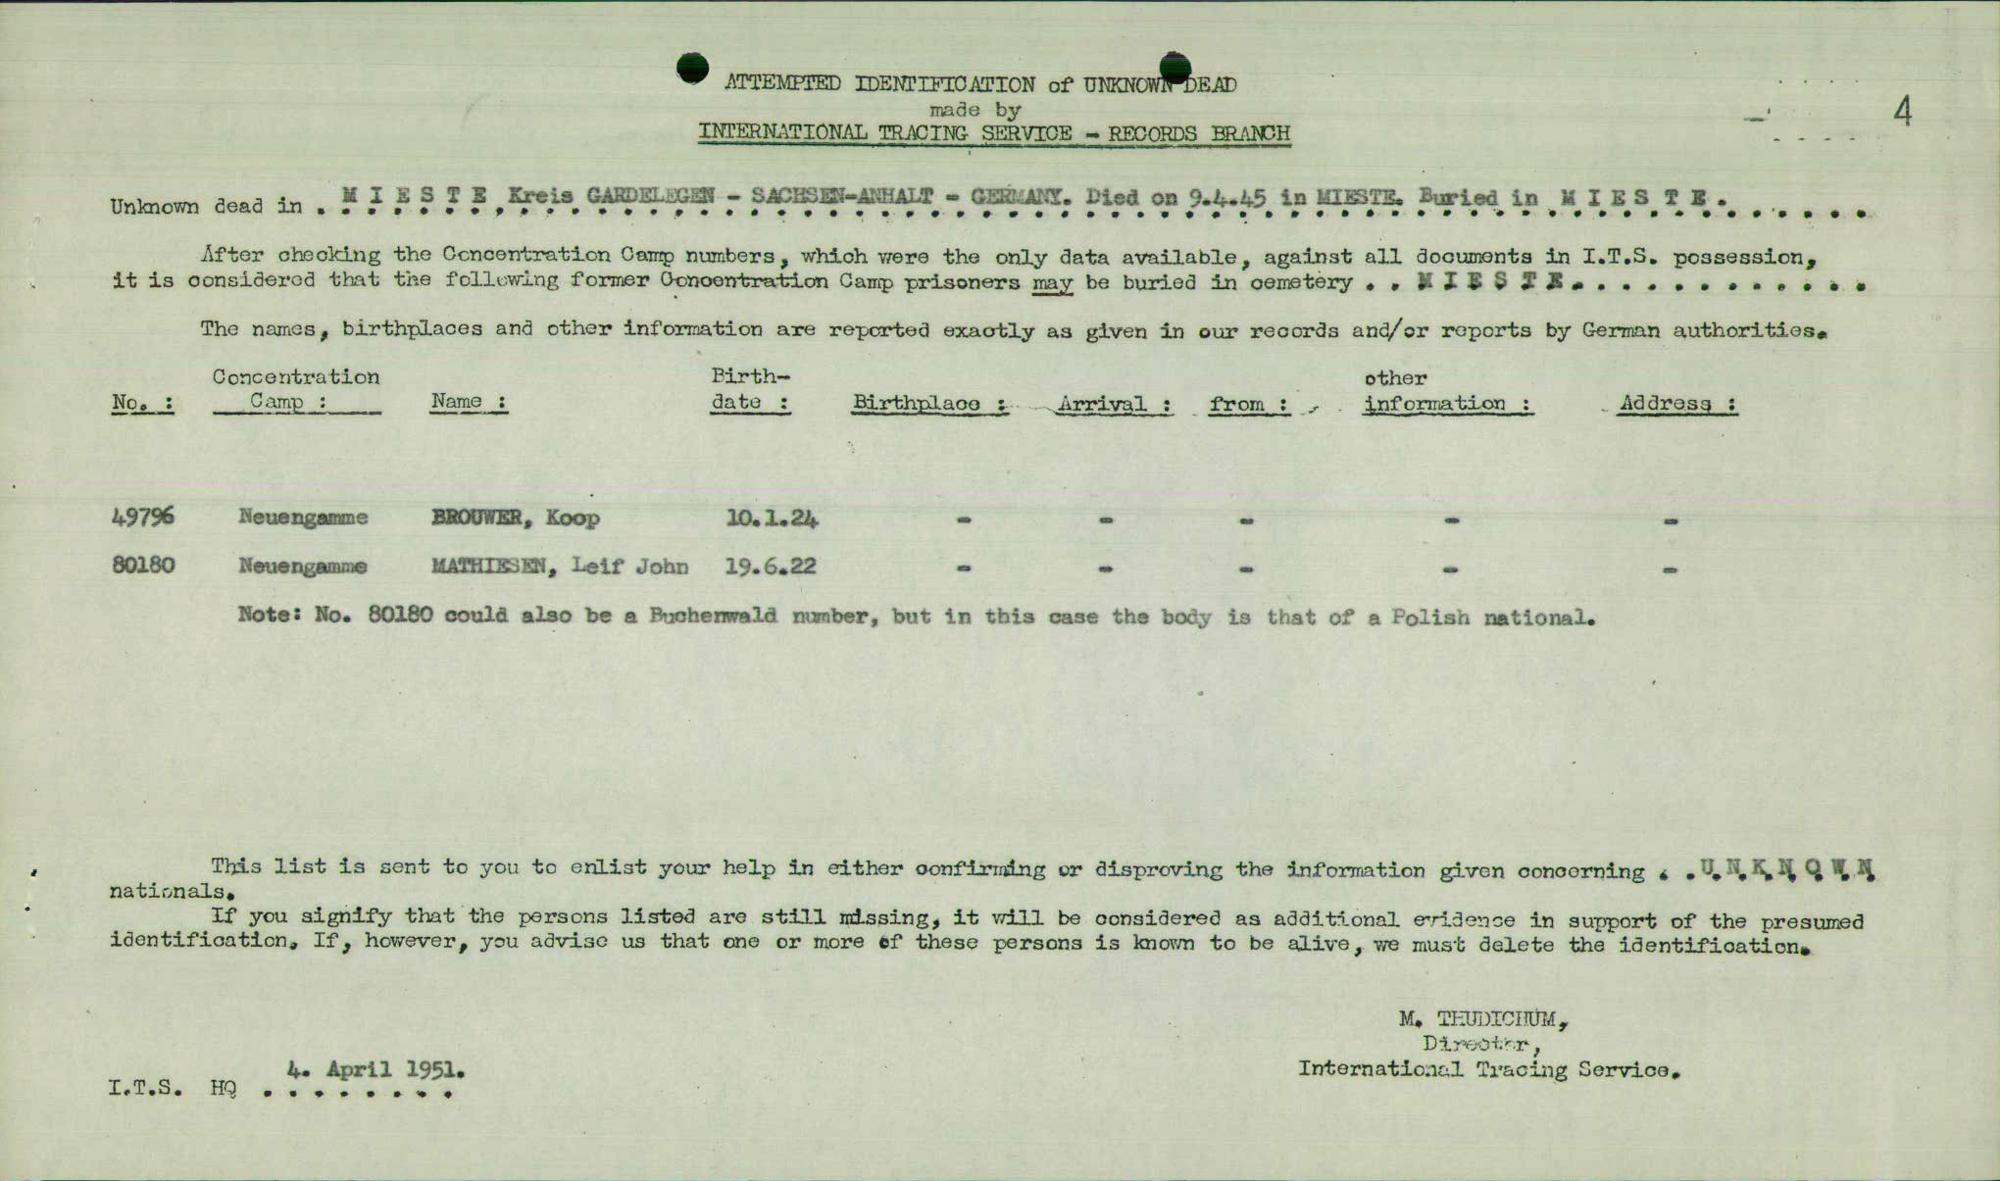 ATTEMPTED IDENTIFICATION of UNKNOWN DEAD
4
made by
INTERNATIONAL TRACING SERVICE - RECORDS BRANCH
Unknown dead in . M I E S T E Kreis GARDELEGEN - SACHSEN-ANHALT - GERMANY. Died on 9.4.45 in MIESTE. Buried in M I E S T E.
After checking the Concentration Camp numbers, which were the only data available, against all documents in I.T.S. possession,
it is considered that the following former Concentration Camp prisoners may be buried in cemetery . . M I E S T E. . . . . . . . . . . .
The names, birthplaces and other information are reported exactly as given in our records and/or reports by German authorities.
Concentration Birth- other
No. : Camp : Name : date : Birthplace : Arrival : from : information : Address :
49796 Neuengamme BROUWER, Koop 10.1.24 - - - - -
80180 Neuengamme MATHIESEN, Leif John 19.6.22 - - - - -
Note: No. 80180 could also be a Buchenwald number, but in this case the body is that of a Polish national.
This list is sent to you to enlist your help in either confirming or disproving the information given concerning . . U N K N O W N
nationals.
If you signify that the persons listed are still missing, it will be considered as additional evidence in support of the presumed
identification. If, however, you advise us that one or more of these persons is known to be alive, we must delete the identification.
M. THUDICHUM,
Director,
International Tracing Service.
4. April 1951.
I.T.S. HQ . . . . . . . .